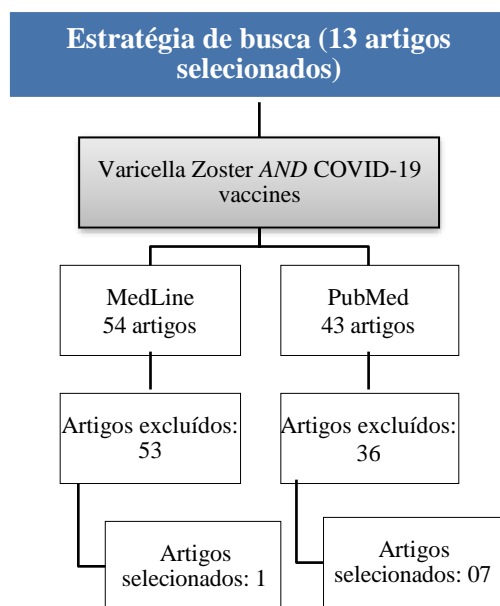 Estratégia de busca (13 artigos
selecionados)
Varicella Zoster AND COVID-19
vaccines
MedLine
54 artigos
PubMed
43 artigos
Artigos excluídos:
53
Artigos excluídos:
36
Artigos
selecionados: 1
Artigos
selecionados: 07